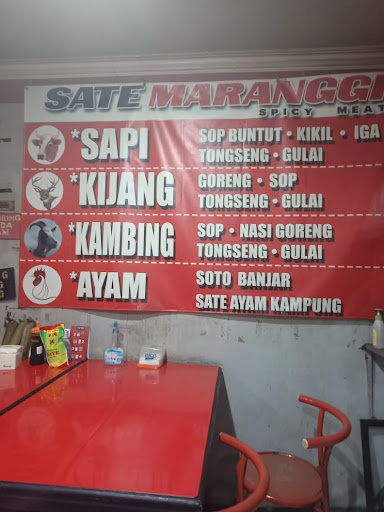 SATE MARANGGI
SPICY MEAT
*SAPI
SOP BUNTUT • KIKIL • IGA
TONGSENG • GULAI
*KIJANG
GORENG • SOP
TONGSENG • GULAI
*KAMBING
SOP • NASI GORENG
TONGSENG • GULAI
*AYAM
SOTO BANJAR
SATE AYAM KAMPUNG